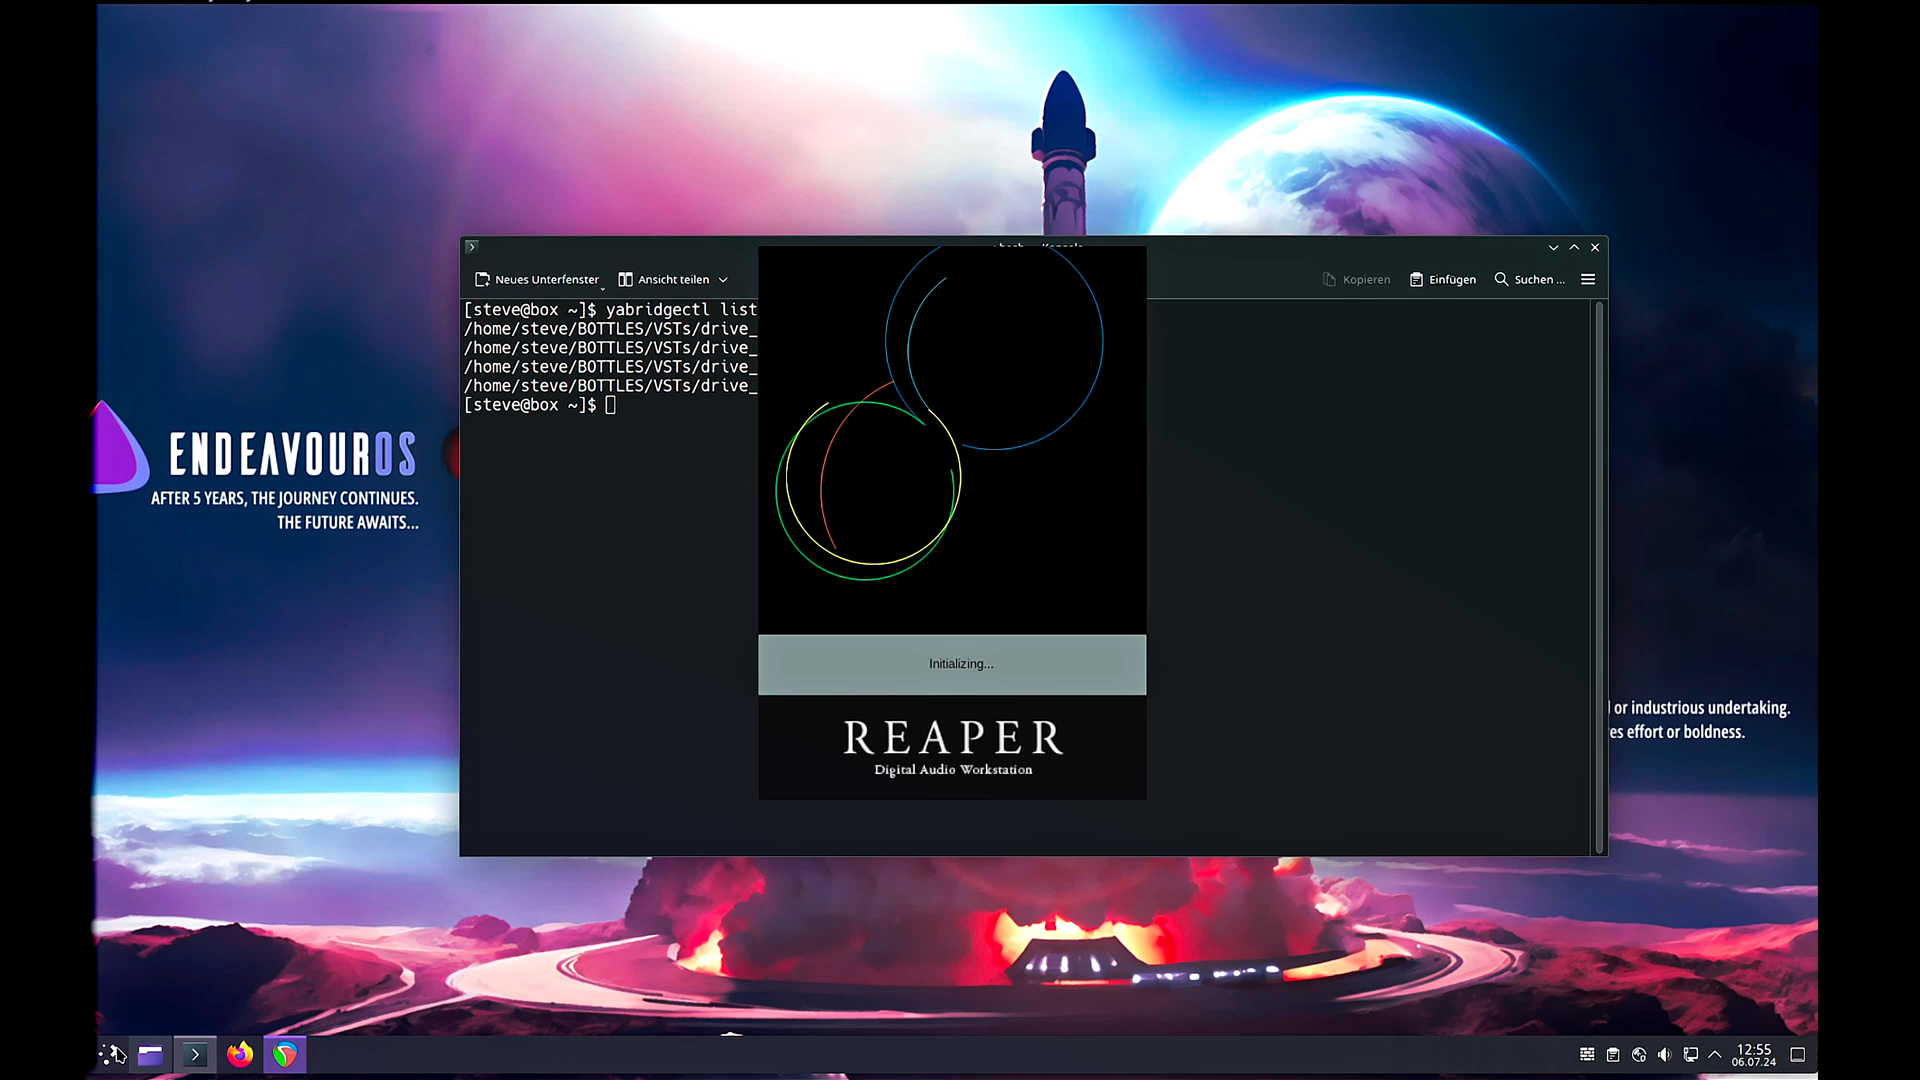 Neues Unterfenster
Ansicht teilen
Kopieren
Einfügen
Suchen ...
[steve@box ~]$ yabridgectl list
/home/steve/BOTTLES/VSTs/drive_
/home/steve/BOTTLES/VSTs/drive_
/home/steve/BOTTLES/VSTs/drive_
/home/steve/BOTTLES/VSTs/drive_
[steve@box ~]$
ENDEAVOUROS
AFTER 5 YEARS, THE JOURNEY CONTINUES.
THE FUTURE AWAITS...
Initializing...
REAPER
Digital Audio Workstation
or industrious undertaking.
effort or boldness.
12:55
06.07.24